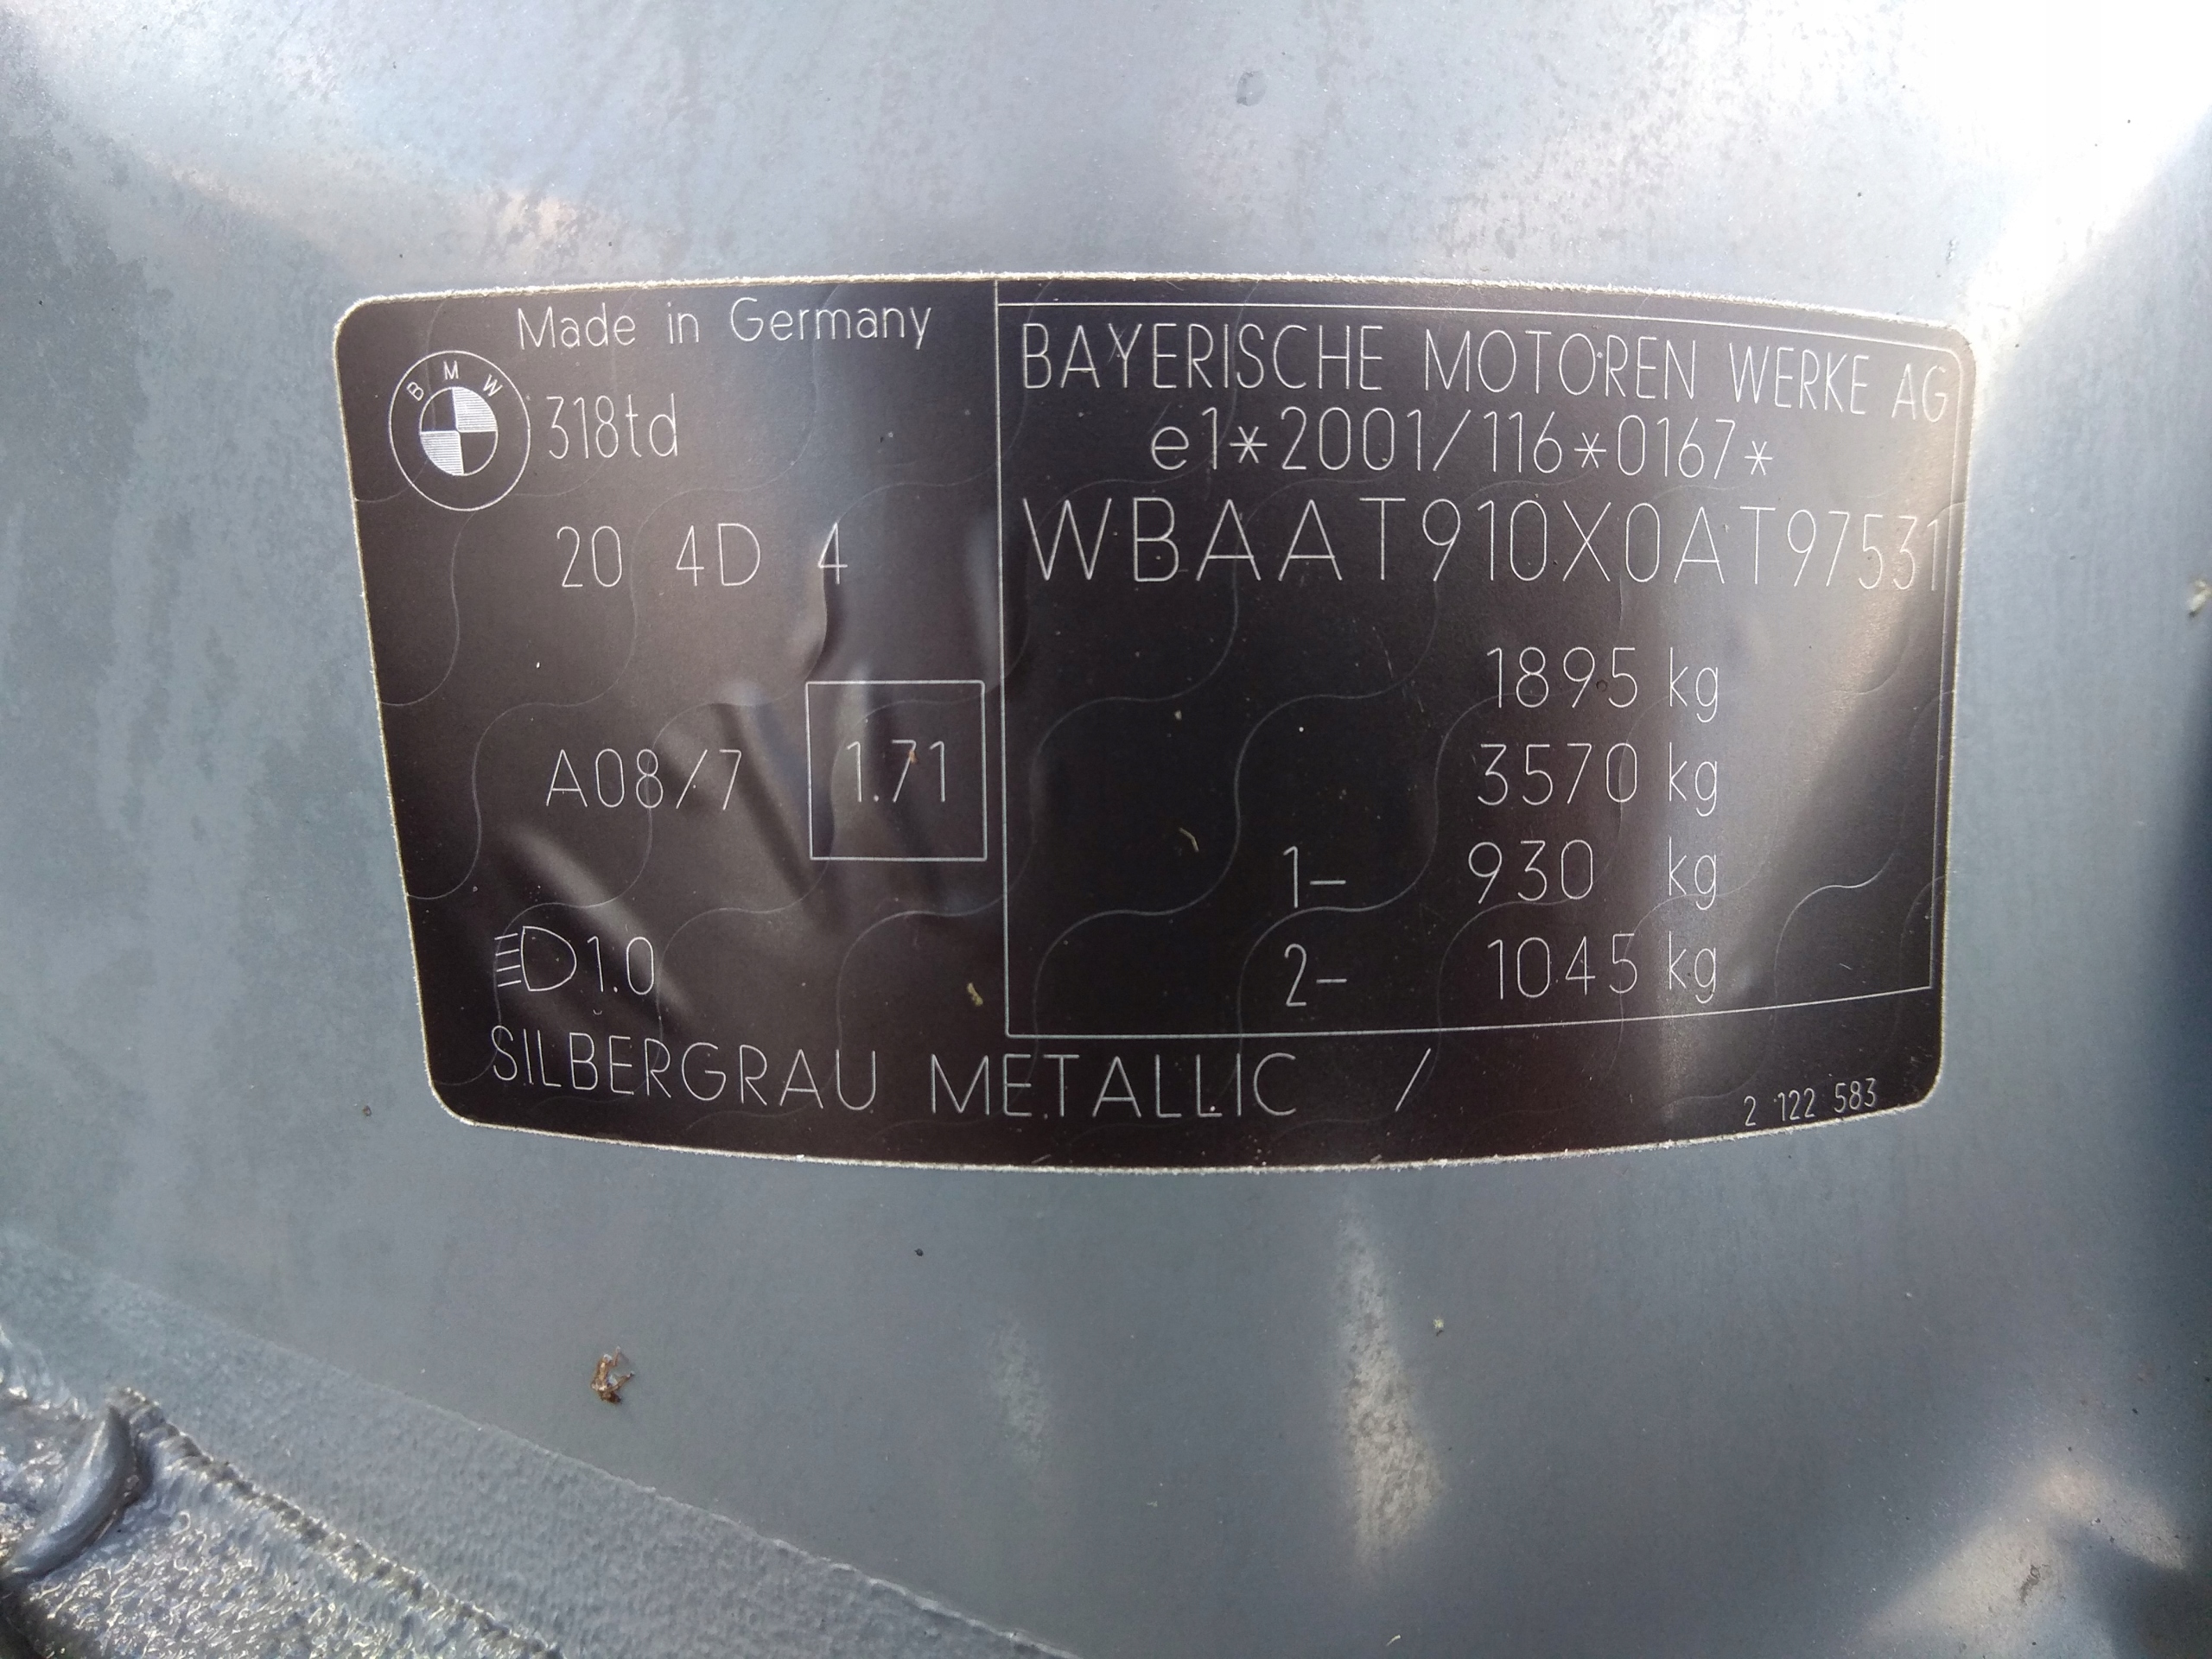 Made in Germany
BMW
318td
20 4D 4
A08/7
1.71
1.0
SILBERGRAU METALLIC /
BAYERISCHE MOTOREN WERKE AG
e1*2001/116*0167*
WBAAT910X0AT97531
1895 kg
3570 kg
1- 930 kg
2- 1045 kg
2 122 583